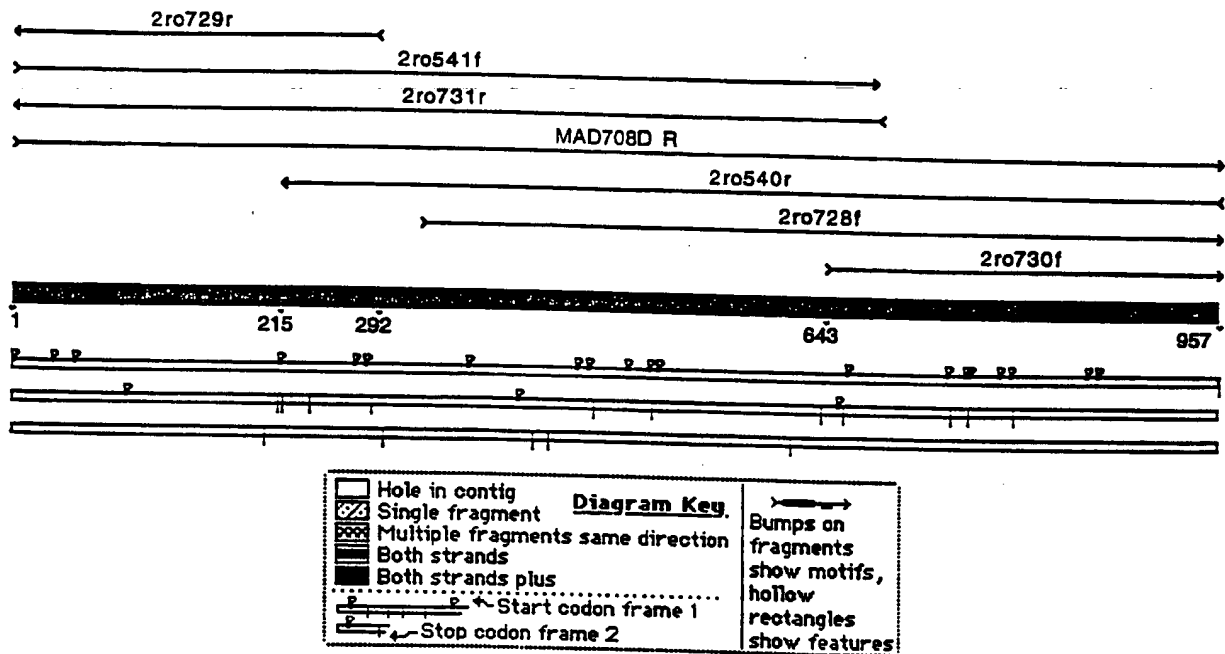 2ro729r
2ro541f
2ro731r
MAD708D R
2ro540r
2ro728f
2ro730f
1
215
292
643
957
Diagram Key
Hole in contig
Single fragment
Multiple fragments same direction
Both strands
Both strands plus
Start codon frame 1
Stop codon frame 2
Bumps on
fragments
show motifs,
hollow
rectangles
show features